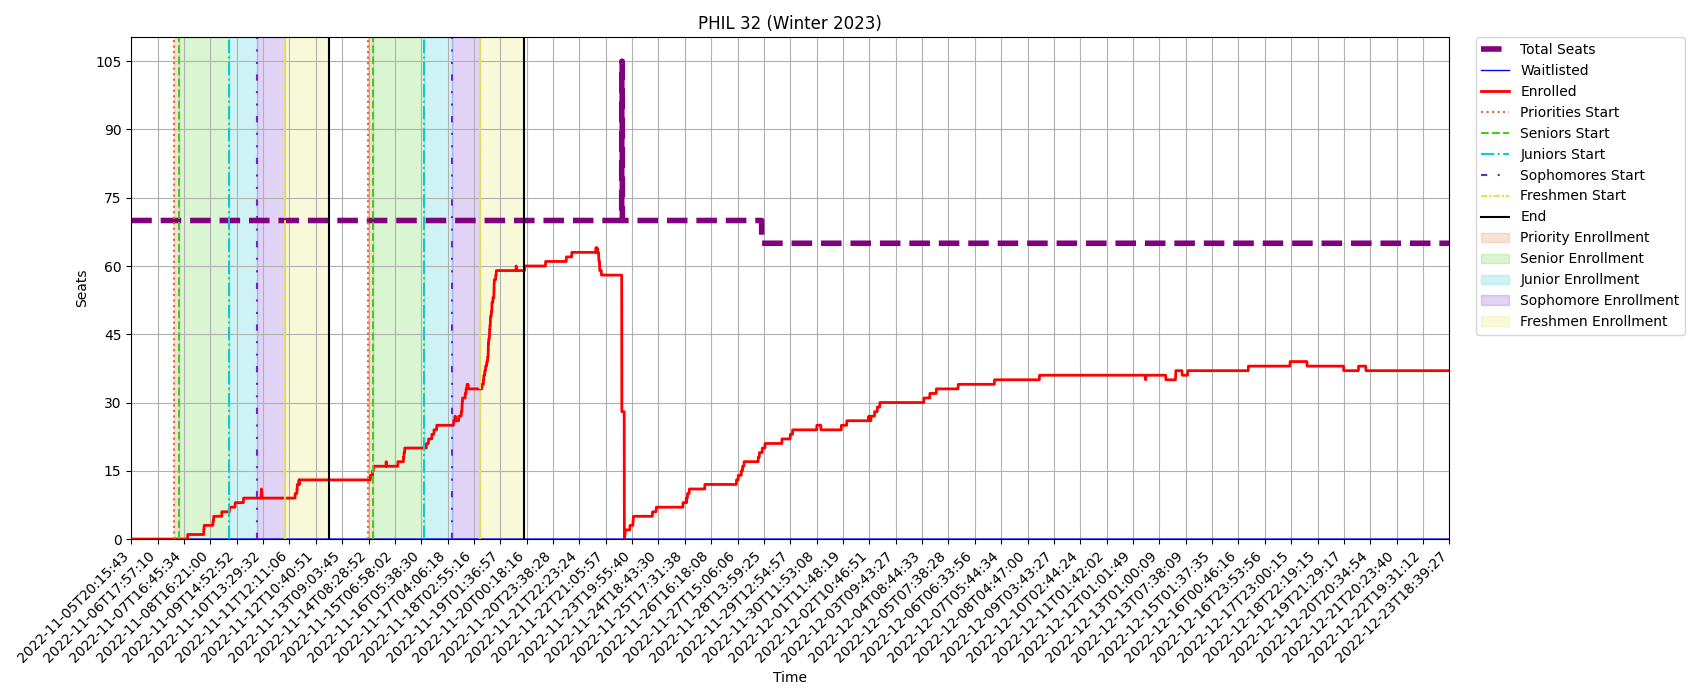 PHIL 32 (Winter 2023)
105
90
75
60
45
30
15
0
Seats
2022-11-05T20:15:43
2022-11-06T17:57:10
2022-11-07T16:45:34
2022-11-08T16:21:00
2022-11-09T14:52:52
2022-11-10T13:29:32
2022-11-11T12:11:06
2022-11-12T10:40:51
2022-11-13T09:03:45
2022-11-14T08:28:52
2022-11-15T06:58:02
2022-11-16T05:38:30
2022-11-17T04:06:18
2022-11-18T02:55:16
2022-11-19T01:36:57
2022-11-20T00:18:16
2022-11-20T23:38:28
2022-11-21T22:23:24
2022-11-22T21:05:57
2022-11-23T19:55:40
2022-11-24T18:43:30
2022-11-25T17:31:38
2022-11-26T16:18:08
2022-11-27T15:06:06
2022-11-28T13:59:25
2022-11-29T12:54:57
2022-11-30T11:53:08
2022-12-01T11:48:19
2022-12-02T10:46:51
2022-12-03T09:43:27
2022-12-04T08:44:33
2022-12-05T07:38:28
2022-12-06T06:33:56
2022-12-07T05:44:34
2022-12-08T04:47:00
2022-12-09T03:43:27
2022-12-10T02:44:24
2022-12-11T01:42:02
2022-12-12T01:01:49
2022-12-13T01:00:09
2022-12-13T07:38:09
2022-12-15T01:37:35
2022-12-16T00:46:16
2022-12-16T23:53:56
2022-12-17T23:00:15
2022-12-18T22:19:15
2022-12-19T21:29:17
2022-12-20T20:34:54
2022-12-21T20:23:40
2022-12-22T19:31:12
2022-12-23T18:39:27
Time
Total Seats
Waitlisted
Enrolled
Priorities Start
Seniors Start
Juniors Start
Sophomores Start
Freshmen Start
End
Priority Enrollment
Senior Enrollment
Junior Enrollment
Sophomore Enrollment
Freshmen Enrollment